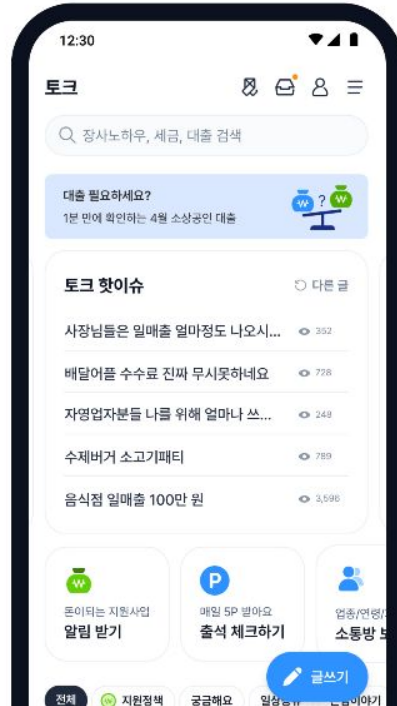 12:30
토크
장사노하우, 세금, 대출 검색
대출 필요하세요?
1분 만에 확인하는 4월 소상공인 대출
?
토크 핫이슈
다른 글
사장님들은 일매출 얼마정도 나오시... 352
배달어플 수수료 진짜 무시못하네요 728
자영업자분들 나를 위해 얼마나 쓰... 248
수제버거 소고기패티 789
음식점 일매출 100만 원 3,596
돈이되는 지원사업
알림 받기
P
매일 5P 받아요
출석 체크하기
업종/연령/
소통방
글쓰기
전체 지원정책 궁금해요